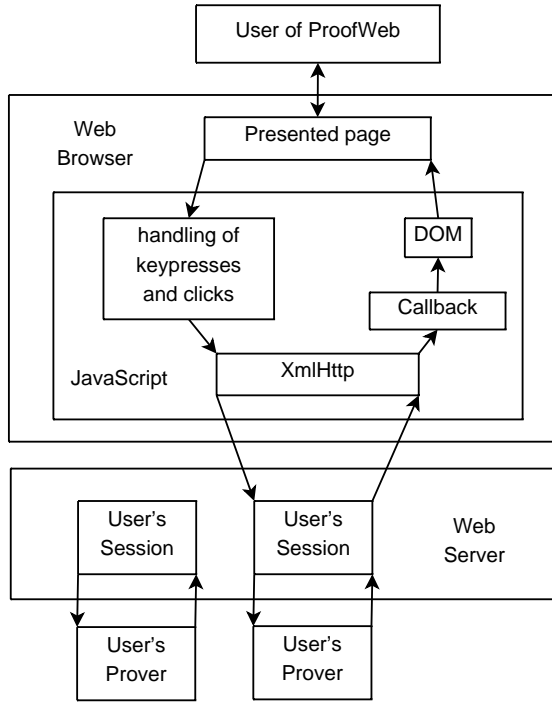 User of ProofWeb
Web
Browser
Presented page
handling of
keypresses
and clicks
DOM
Callback
JavaScript
XmlHttp
User's
Session
User's
Session
Web
Server
User's
Prover
User's
Prover